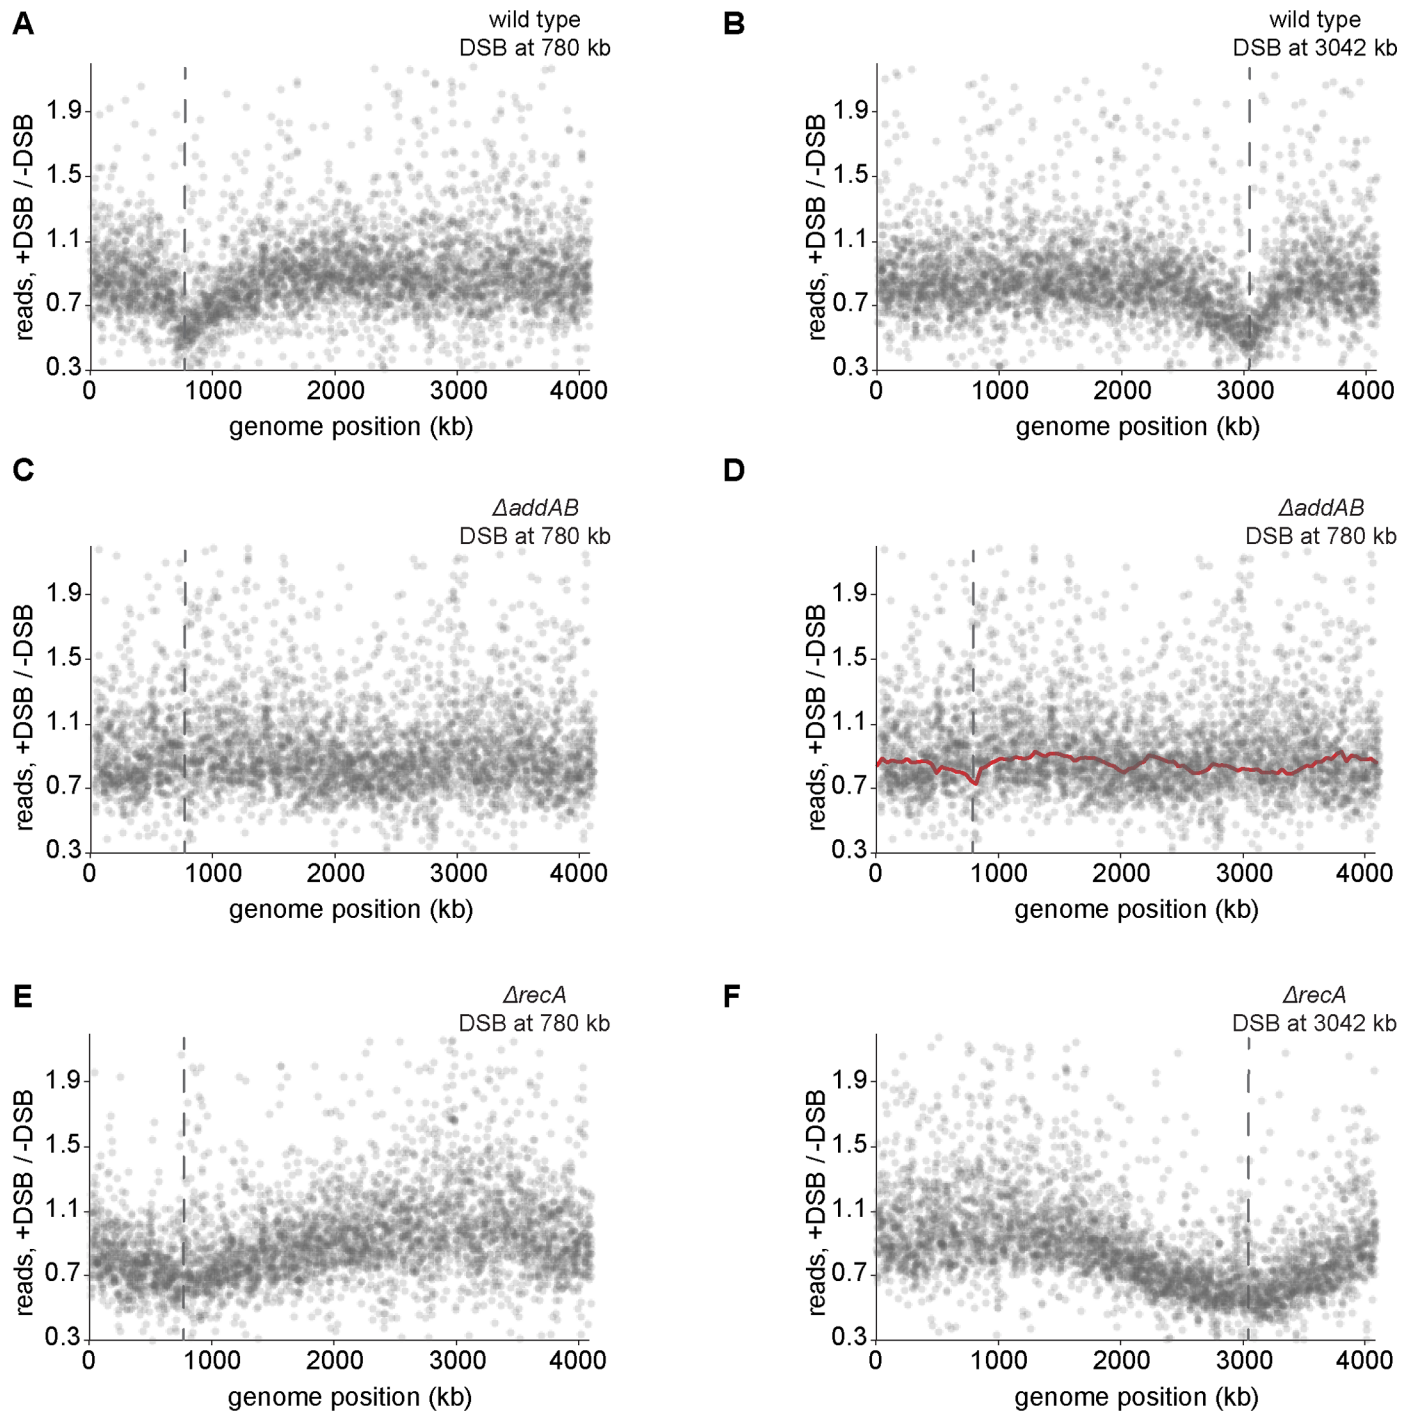 A
wild type
DSB at 780 kb
reads, +DSB / -DSB
1.9
1.5
1.1
0.7
0.3
0 1000 2000 3000 4000
genome position (kb)
B
wild type
DSB at 3042 kb
reads, +DSB / -DSB
1.9
1.5
1.1
0.7
0.3
0 1000 2000 3000 4000
genome position (kb)
C
ΔaddAB
DSB at 780 kb
reads, +DSB / -DSB
1.9
1.5
1.1
0.7
0.3
0 1000 2000 3000 4000
genome position (kb)
D
ΔaddAB
DSB at 780 kb
reads, +DSB / -DSB
1.9
1.5
1.1
0.7
0.3
0 1000 2000 3000 4000
genome position (kb)
E
ΔrecA
DSB at 780 kb
reads, +DSB / -DSB
1.9
1.5
1.1
0.7
0.3
0 1000 2000 3000 4000
genome position (kb)
F
ΔrecA
DSB at 3042 kb
reads, +DSB / -DSB
1.9
1.5
1.1
0.7
0.3
0 1000 2000 3000 4000
genome position (kb)